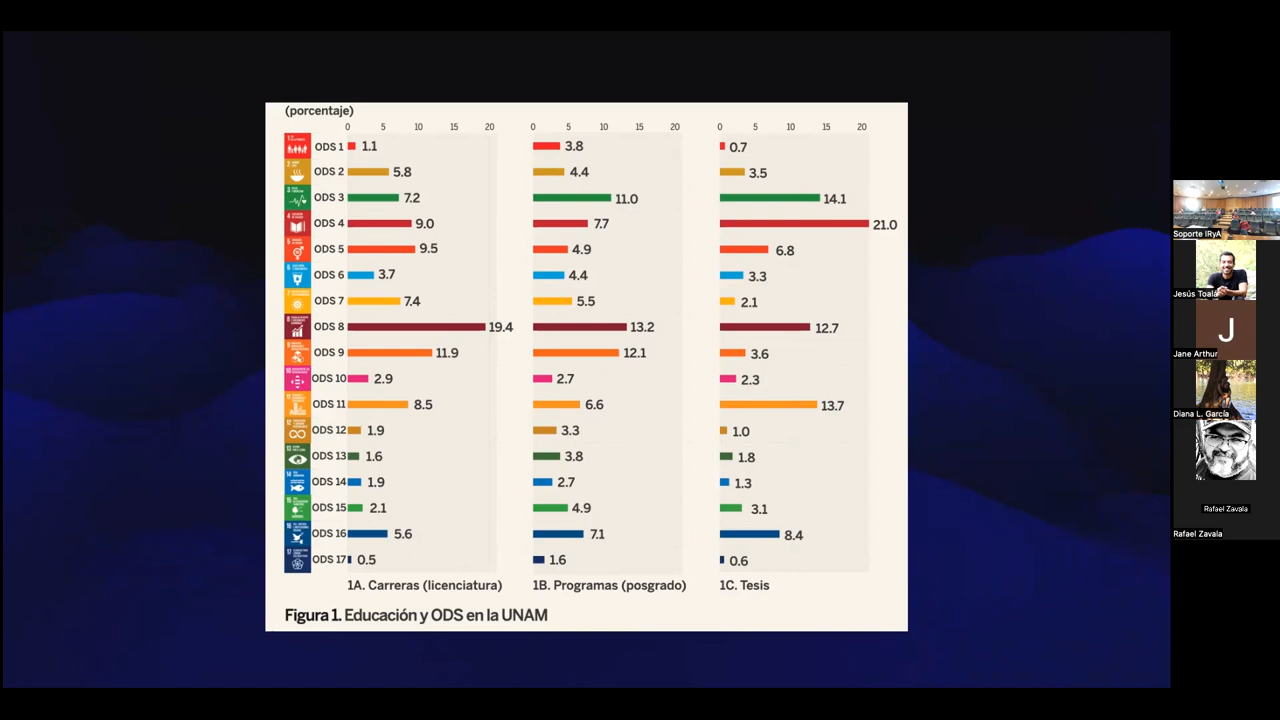 (porcentaje)
0 5 10 15 20 0 5 10 15 20 0 5 10 15 20
ODS 1 1.1 3.8 0.7
ODS 2 5.8 4.4 3.5
ODS 3 7.2 11.0 14.1
ODS 4 9.0 7.7 21.0
ODS 5 9.5 4.9 6.8
ODS 6 3.7 4.4 3.3
ODS 7 7.4 5.5 2.1
ODS 8 19.4 13.2 12.7
ODS 9 11.9 12.1 3.6
ODS 10 2.9 2.7 2.3
ODS 11 8.5 6.6 13.7
ODS 12 1.9 3.3 1.0
ODS 13 1.6 3.8 1.8
ODS 14 1.9 2.7 1.3
ODS 15 2.1 4.9 3.1
ODS 16 5.6 7.1 8.4
ODS 17 0.5 1.6 0.6
1A. Carreras (licenciatura) 1B. Programas (posgrado) 1C. Tesis
Figura 1. Educación y ODS en la UNAM
Soporte IRyA
Jesús Toalá
J
Jane Arthur
Diana L. García
Rafael Zavala
Rafael Zavala